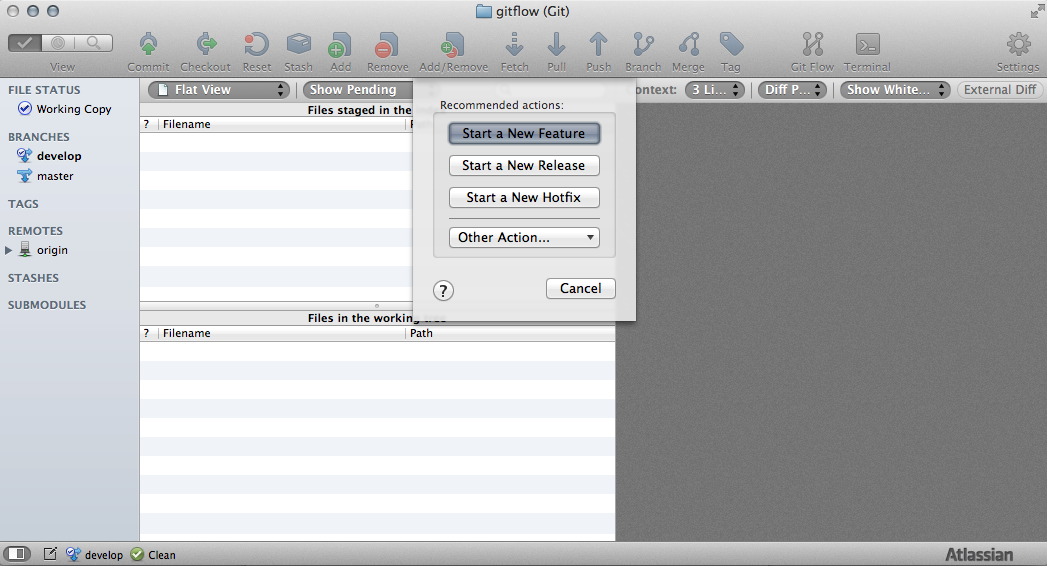 gitflow (Git)
View
Commit
Checkout
Reset
Stash
Add
Remove
Add/Remove
Fetch
Pull
Push
Branch
Merge
Tag
Git Flow
Terminal
Settings
FILE STATUS
Working Copy
BRANCHES
develop
master
TAGS
REMOTES
origin
STASHES
SUBMODULES
Flat View
Show Pending
3 Li...
Diff P...
Show White...
External Diff
Files staged in the
? Filename
Recommended actions:
Start a New Feature
Start a New Release
Start a New Hotfix
Other Action...
?
Cancel
Files in the working tree
? Filename Path
develop Clean
Atlassian